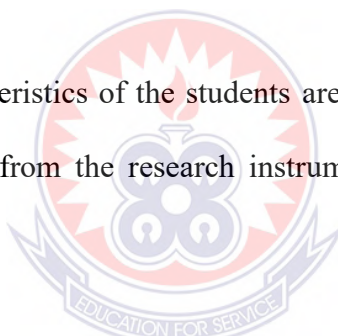 eristics of the students are
from the research instrum
EDUCATION FOR SERVICE